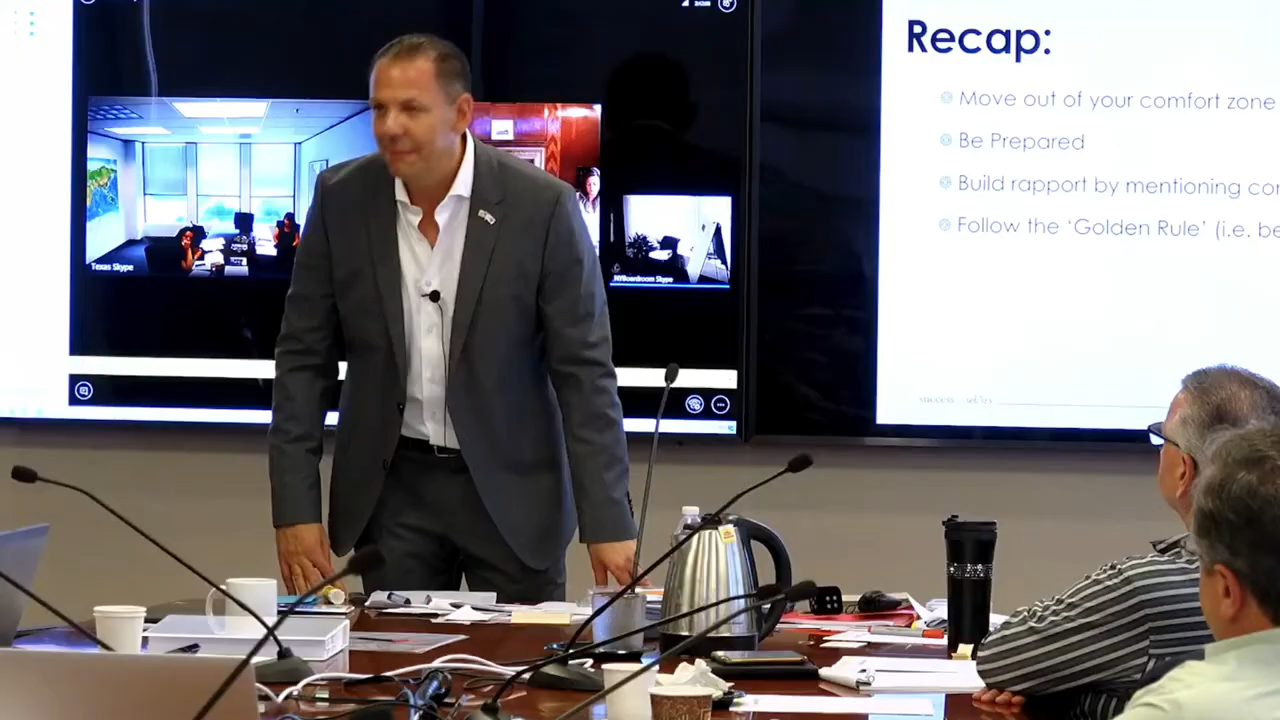 Recap:
Move out of your comfort zone
Be Prepared
Build rapport by mentioning
Follow the 'Golden Rule' (i.e. be
Texas Skype
NYBoardroom Skype